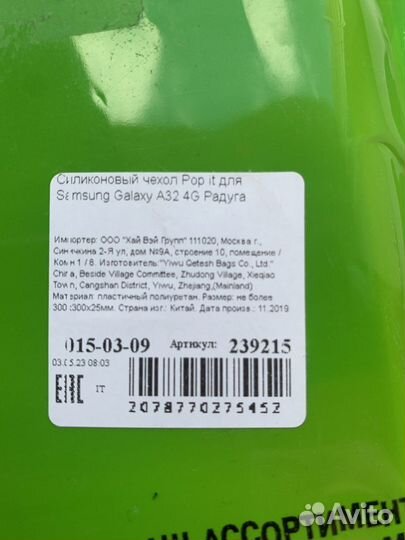 Силиконовый чехол Pop it для
Samsung Galaxy A32 4G Радуга
Импортер: ООО "Хай Вэй Групп" 111020, Москва г.,
Синичкина 2-Я ул, дом №9А, строение 10, помещение /
Комн 1 / 8. Изготовитель:"Yiwu Getesh Bags Co., Ltd."
China, Beside Village Committee, Zhudong Village, Xieqiao
Town, Cangshan District, Yiwu, Zhejiang,(Mainland)
Материал: пластичный полиуретан. Размер: не более
300х300х25мм. Страна изг.: Китай. Дата произв.: 11.2019
015-03-09 Артикул: 239215
03.05.23 08:03
EAC IT
2078770275452
АССОРТИМЕНТ
Avito